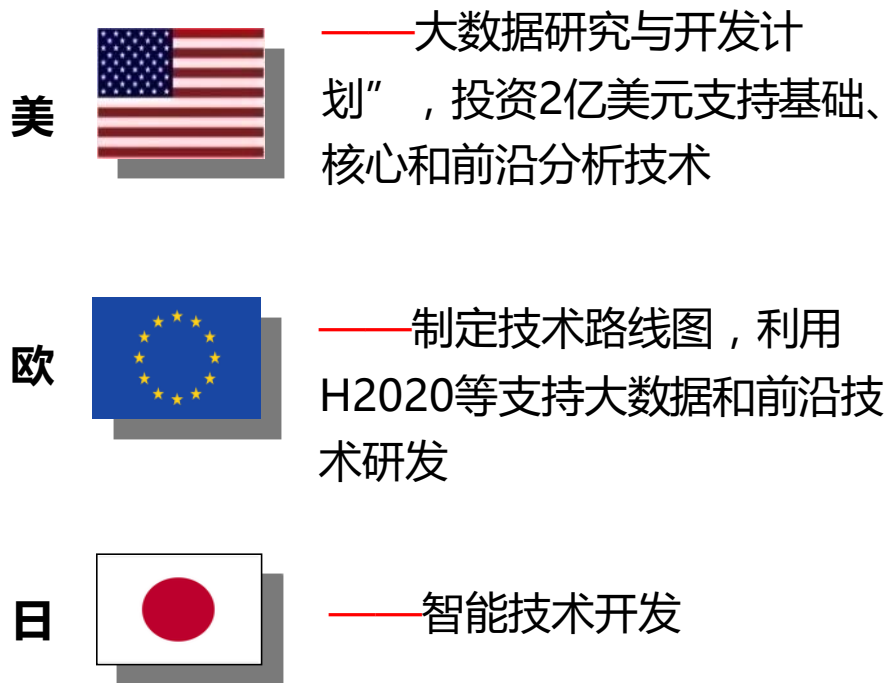 美
——大数据研究与开发计
划”，投资2亿美元支持基础、
核心和前沿分析技术
欧
——制定技术路线图，利用
H2020等支持大数据和前沿技
术研发
日
——智能技术开发